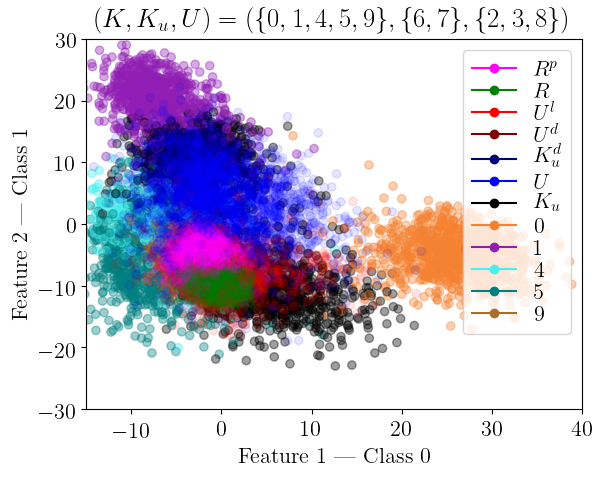 (K, K_u, U) = ({0, 1, 4, 5, 9}, {6, 7}, {2, 3, 8})
30
20
10
0
−10
−20
−30
Feature 2 — Class 1
R^p
R
U^l
U^d
K_u^d
U
K_u
0
1
4
5
9
−10
0
10
20
30
40
Feature 1 — Class 0